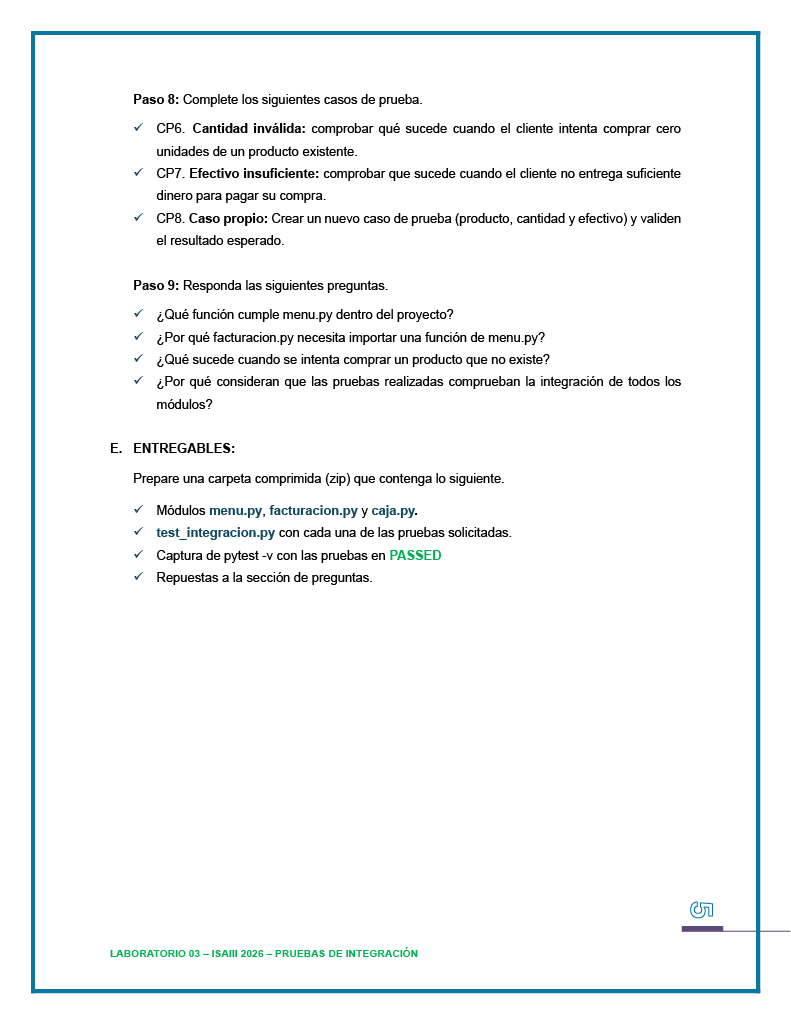 Paso 8: Complete los siguientes casos de prueba.
✓ CP6. Cantidad inválida: comprobar qué sucede cuando el cliente intenta comprar cero
unidades de un producto existente.
✓ CP7. Efectivo insuficiente: comprobar que sucede cuando el cliente no entrega suficiente
dinero para pagar su compra.
✓ CP8. Caso propio: Crear un nuevo caso de prueba (producto, cantidad y efectivo) y validen
el resultado esperado.
Paso 9: Responda las siguientes preguntas.
✓ ¿Qué función cumple menu.py dentro del proyecto?
✓ ¿Por qué facturacion.py necesita importar una función de menu.py?
✓ ¿Qué sucede cuando se intenta comprar un producto que no existe?
✓ ¿Por qué consideran que las pruebas realizadas comprueban la integración de todos los
módulos?
E. ENTREGABLES:
Prepare una carpeta comprimida (zip) que contenga lo siguiente.
✓ Módulos menu.py, facturacion.py y caja.py.
✓ test_integracion.py con cada una de las pruebas solicitadas.
✓ Captura de pytest -v con las pruebas en PASSED
✓ Repuestas a la sección de preguntas.
5
LABORATORIO 03 – ISAIII 2026 – PRUEBAS DE INTEGRACIÓN